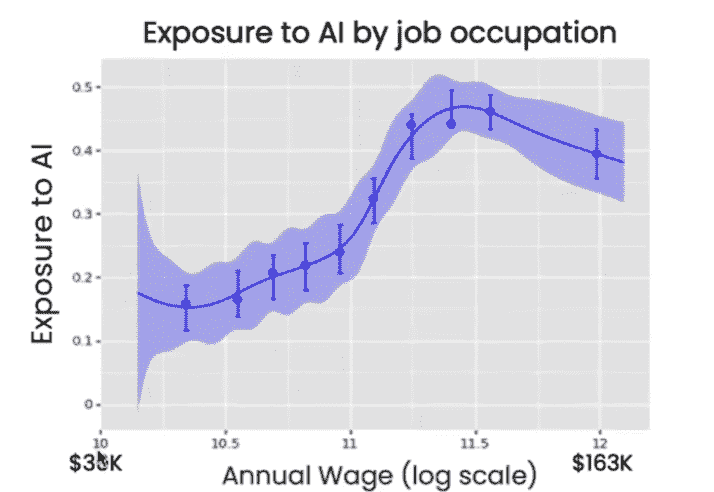 Exposure to AI by job occupation
Exposure to AI
0.5
0.4
0.3
0.2
0.1
0
10
10.5
11
11.5
12
$163K
Annual Wage (log scale)